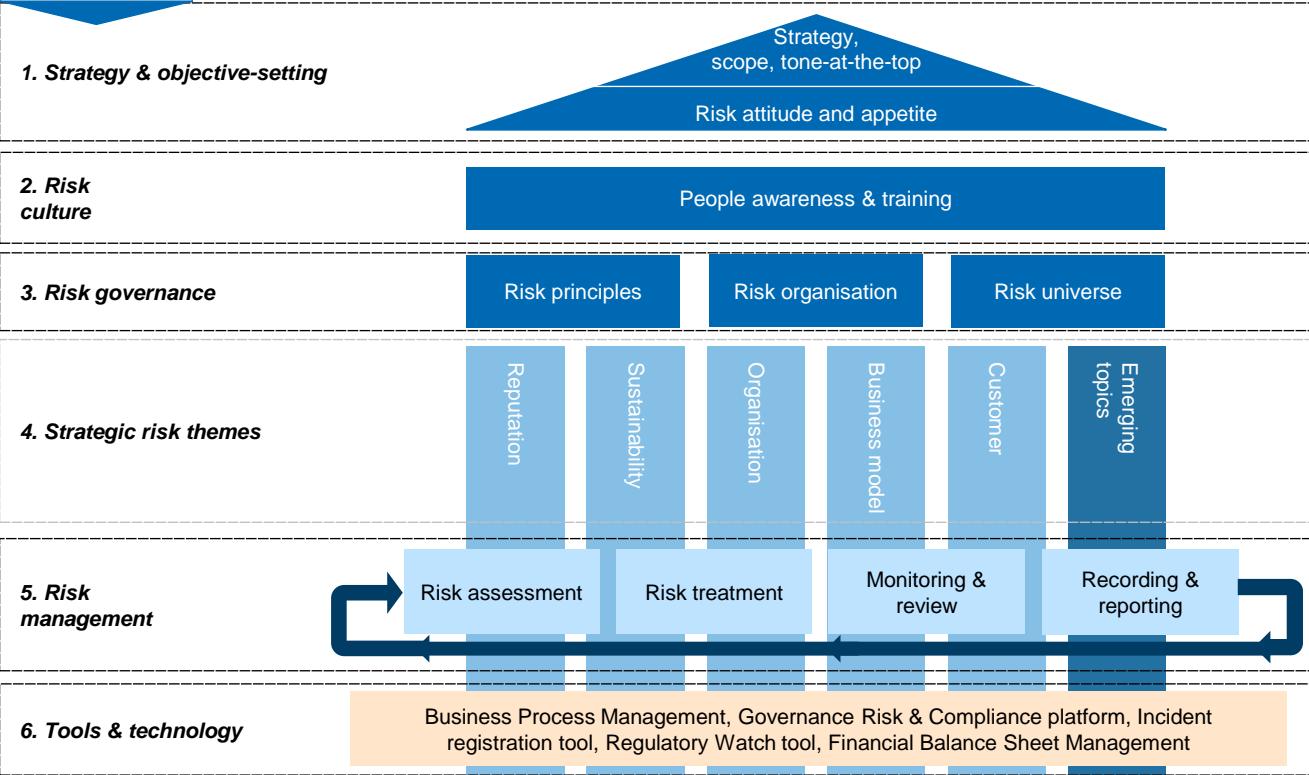 1. Strategy & objective-setting
Strategy,
scope, tone-at-the-top
Risk attitude and appetite
2. Risk
culture
People awareness & training
3. Risk governance
Risk principles
Risk organisation
Risk universe
4. Strategic risk themes
Reputation
Sustainability
Organisation
Business model
Customer
Emerging
topics
5. Risk
management
Risk assessment
Risk treatment
Monitoring &
review
Recording &
reporting
6. Tools & technology
Business Process Management, Governance Risk & Compliance platform, Incident
registration tool, Regulatory Watch tool, Financial Balance Sheet Management